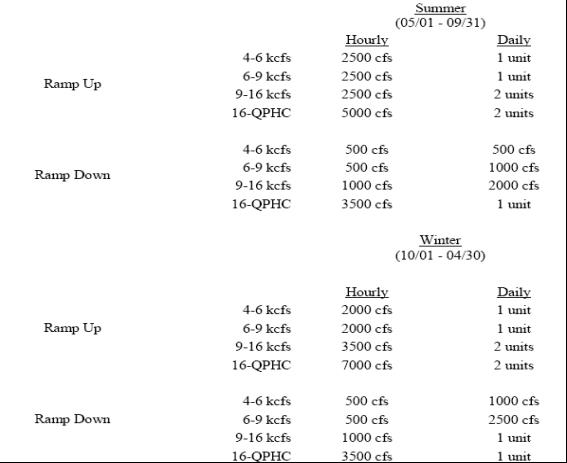 Summer
(05/01 - 09/31)
Hourly Daily
4-6 kcfs 2500 cfs 1 unit
6-9 kcfs 2500 cfs 1 unit
Ramp Up
9-16 kcfs 2500 cfs 2 units
16-QPHC 5000 cfs 2 units
4-6 kcfs 500 cfs 500 cfs
6-9 kcfs 500 cfs 1000 cfs
Ramp Down
9-16 kcfs 1000 cfs 2000 cfs
16-QPHC 3500 cfs 1 unit
Winter
(10/01 - 04/30)
Hourly Daily
4-6 kcfs 2000 cfs 1 unit
Ramp Up 6-9 kcfs 2000 cfs 1 unit
9-16 kcfs 3500 cfs 2 units
16-QPHC 7000 cfs 2 units
4-6 kcfs 500 cfs 1000 cfs
Ramp Down 6-9 kcfs 500 cfs 2500 cfs
9-16 kcfs 1000 cfs 1 unit
16-QPHC 3500 cfs 1 unit